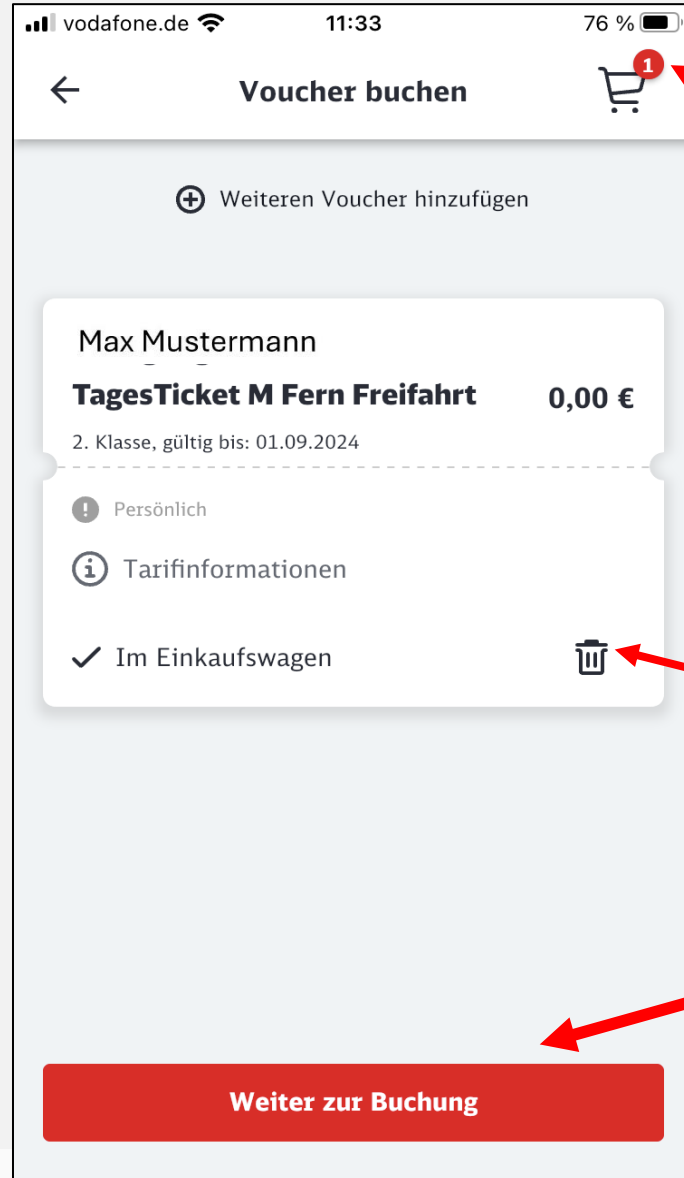 vodafone.de 11:33 76 %
Voucher buchen 1
Weiteren Voucher hinzufügen
Max Mustermann
TagesTicket M Fern Freifahrt 0,00 €
2. Klasse, gültig bis: 01.09.2024
Persönlich
Tarifinformationen
Im Einkaufswagen
Weiter zur Buchung